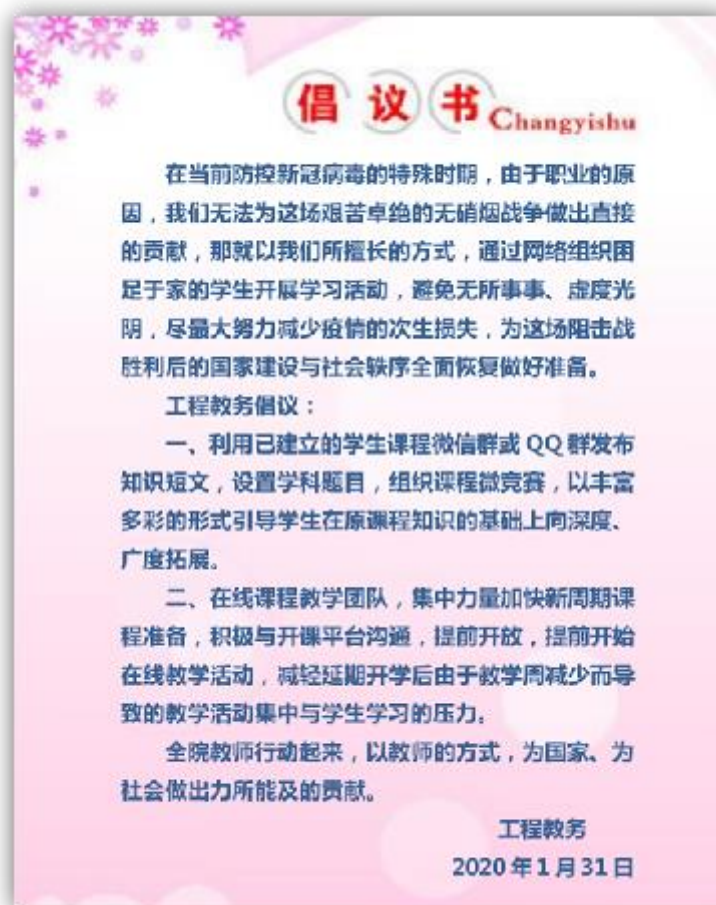 倡议书 Changyishu
在当前防控新冠病毒的特殊时期，由于职业的原
因，我们无法为这场艰苦卓绝的无硝烟战争做出直接
的贡献，那就以我们所擅长的方式，通过网络组织困
足于家的学生开展学习活动，避免无所事事、虚度光
阴，尽最大努力减少疫情的次生损失，为这场阻击战
胜利后的国家建设与社会轶序全面恢复做好准备。
工程教务倡议：
一、利用已建立的学生课程微信群或 QQ 群发布
知识短文，设置学科题目，组织课程微竞赛，以丰富
多彩的形式引导学生在原课程知识的基础上向深度、
广度拓展。
二、在线课程教学团队，集中力量加快新周期课
程准备，积极与开课平台沟通，提前开放，提前开始
在线教学活动，减轻延期开学后由于教学周减少而导
致的教学活动集中与学生学习的压力。
全院教师行动起来，以教师的方式，为国家、为
社会做出力所能及的贡献。
工程教务
2020 年 1 月 31 日